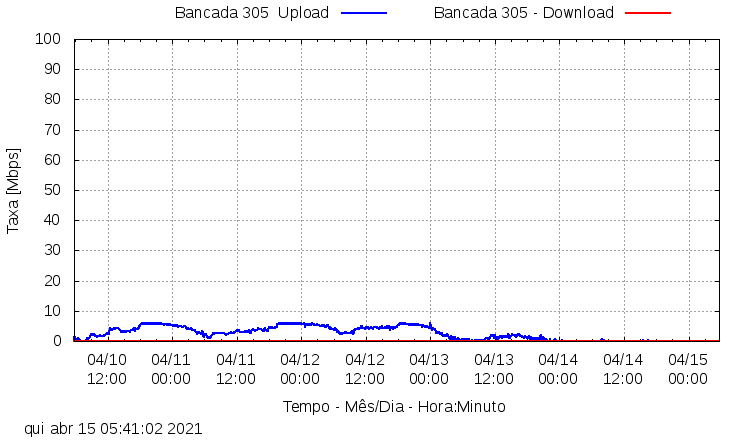 Bancada 305  Upload
Bancada 305 - Download
100
90
80
70
60
50
40
30
20
10
0
Taxa [Mbps]
04/10 04/11 04/11 04/12 04/12 04/13 04/13 04/14 04/14 04/15
12:00 00:00 12:00 00:00 12:00 00:00 12:00 00:00 12:00 00:00
Tempo - Mês/Dia - Hora:Minuto
qui abr 15 05:41:02 2021